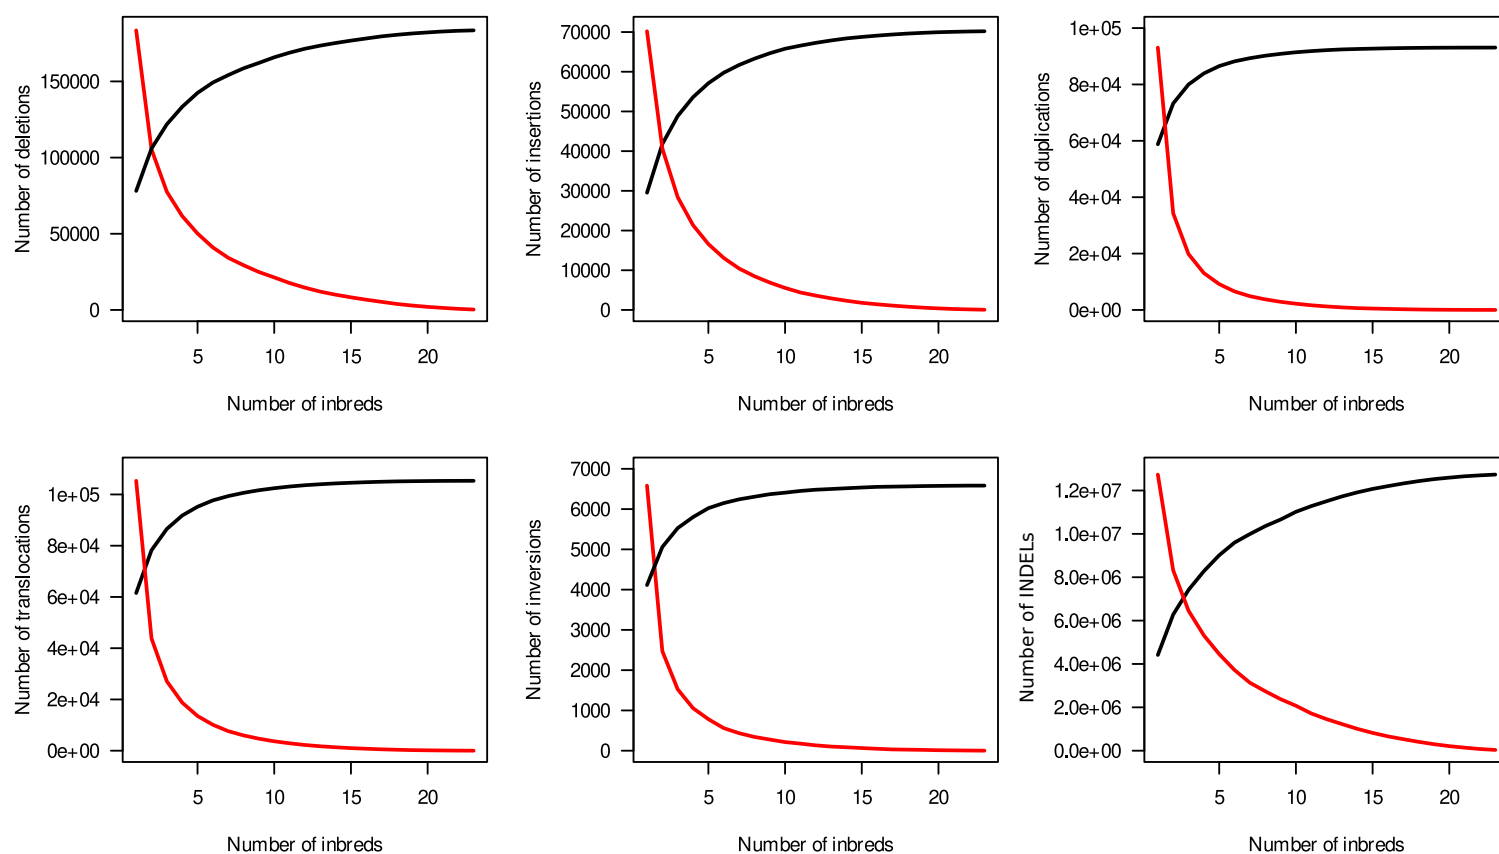 Number of deletions
150000
100000
50000
0
5 10 15 20
Number of inbreds
Number of insertions
70000
60000
50000
40000
30000
20000
10000
0
5 10 15 20
Number of inbreds
Number of duplications
1e+05
8e+04
6e+04
4e+04
2e+04
0e+00
5 10 15 20
Number of inbreds
Number of translocations
1e+05
8e+04
6e+04
4e+04
2e+04
0e+00
5 10 15 20
Number of inbreds
Number of inversions
7000
6000
5000
4000
3000
2000
1000
0
5 10 15 20
Number of inbreds
Number of INDELs
1.2e+07
1.0e+07
8.0e+06
6.0e+06
4.0e+06
2.0e+06
0.0e+00
5 10 15 20
Number of inbreds